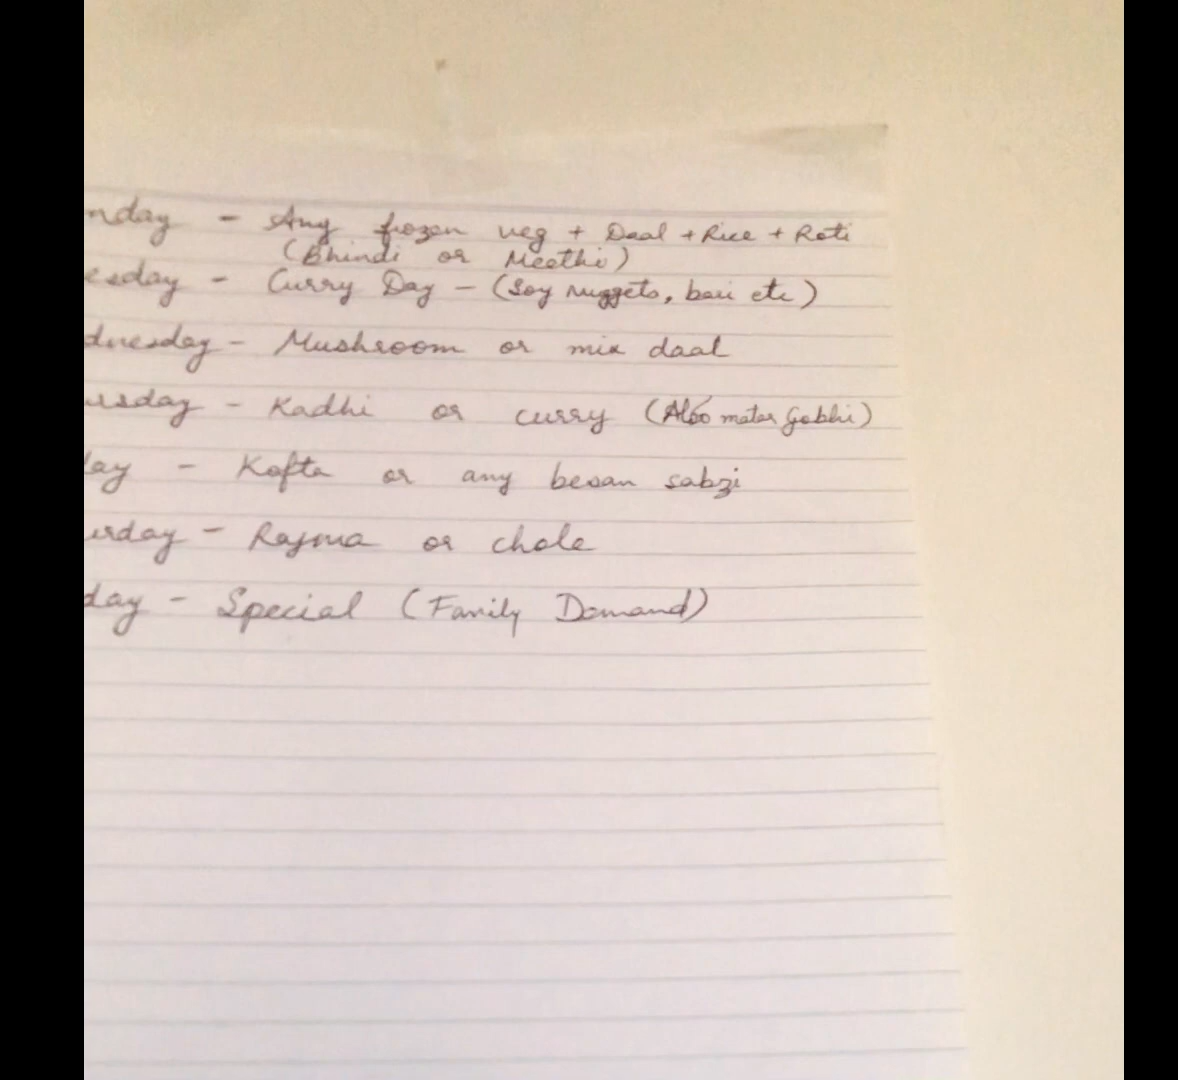 nday - Any frozen veg + Daal + Rice + Roti
(Bhindi or Meethi)
esday - Curry Day - (Soy nuggets, bari etc)
dnesday - Mushroom or mix daal
ursday - Kadhi or curry (Aloo matar Gobhi)
day - Kofta or any besan sabzi
urday - Rajma or chole
day - Special (Family Demand)